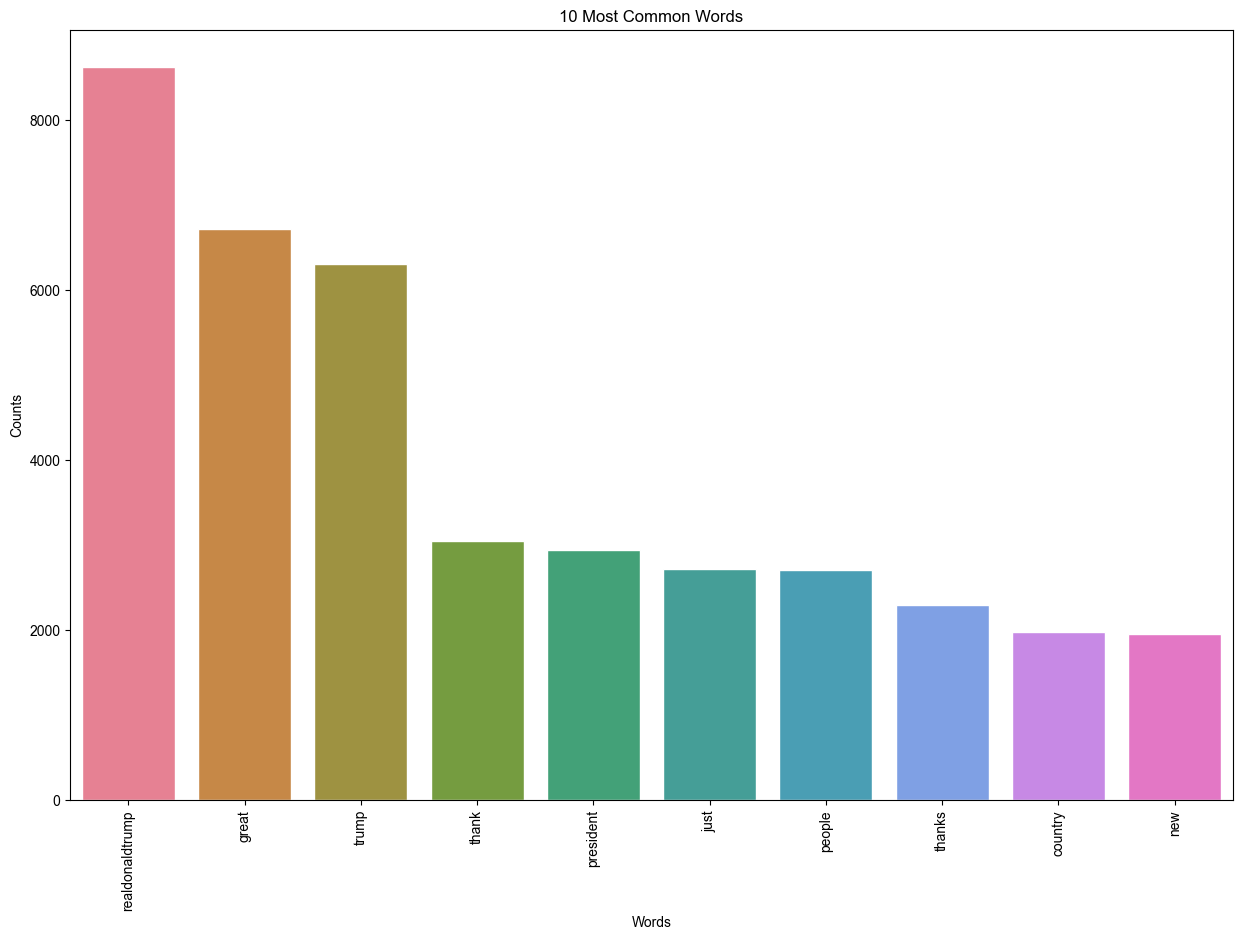 10 Most Common Words
8000
6000
4000
2000
0
Counts
realdonaldtrump
great
trump
thank
president
just
people
thanks
country
new
Words